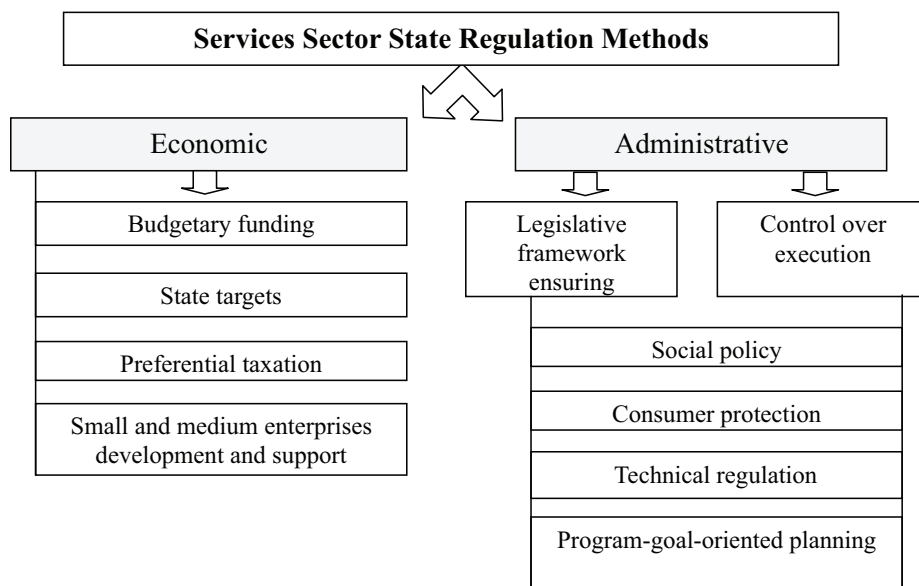 Services Sector State Regulation Methods
Economic
Budgetary funding
State targets
Preferential taxation
Small and medium enterprises
development and support
Administrative
Legislative
framework
ensuring
Control over
execution
Social policy
Consumer protection
Technical regulation
Program-goal-oriented planning